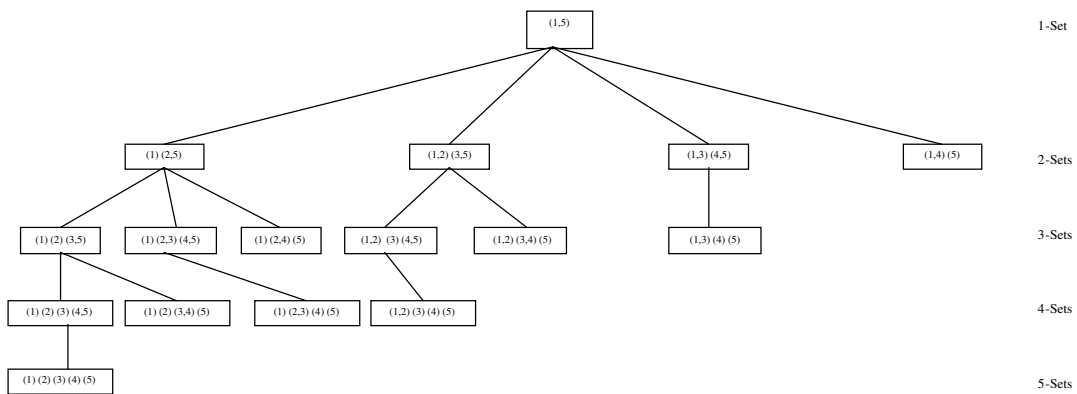 (1,5)
1-Set
(1) (2,5)
(1,2) (3,5)
(1,3) (4,5)
(1,4) (5)
2-Sets
(1) (2) (3,5)
(1) (2,3) (4,5)
(1) (2,4) (5)
(1,2) (3) (4,5)
(1,2) (3,4) (5)
(1,3) (4) (5)
3-Sets
(1) (2) (3) (4,5)
(1) (2) (3,4) (5)
(1) (2,3) (4) (5)
(1,2) (3) (4) (5)
4-Sets
(1) (2) (3) (4) (5)
5-Sets